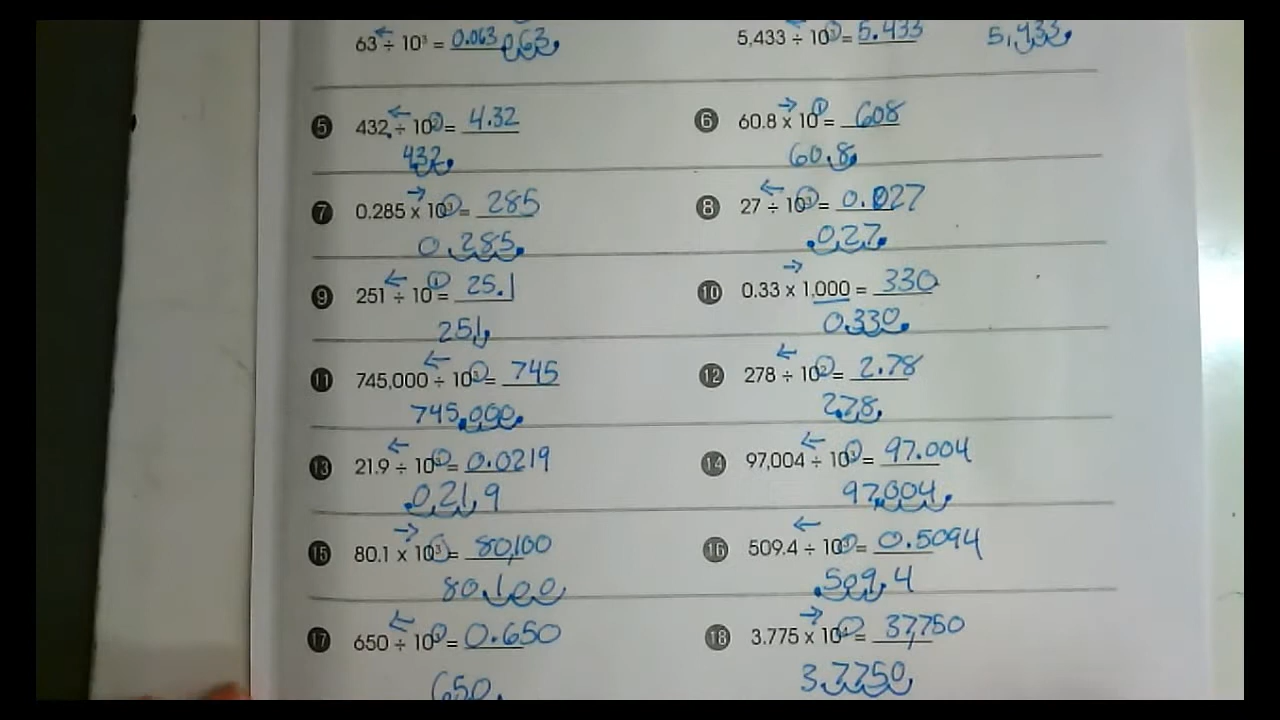 63 ÷ 10³ = 0.063 063. 5,433 ÷ 10³ = 5.433 5,433.
5 432 ÷ 10² = 4.32 6 60.8 x 10¹ = 608
432. 60.8.
7 0.285 x 10³ = 285 8 27 ÷ 10³ = 0.027
0.285. .027.
9 251 ÷ 10¹ = 25.1 10 0.33 x 1,000 = 330
251. 0.330.
11 745,000 ÷ 10³ = 745 12 278 ÷ 10² = 2.78
745.000. 278.
13 21.9 ÷ 10³ = 0.0219 14 97,004 ÷ 10³ = 97.004
.021.9 97.004.
15 80.1 x 10³ = 80,100 16 509.4 ÷ 10³ = 0.5094
80.100 .509.4
17 650 ÷ 10³ = 0.650 18 3.775 x 10⁴ = 37,750
650. 3.7750